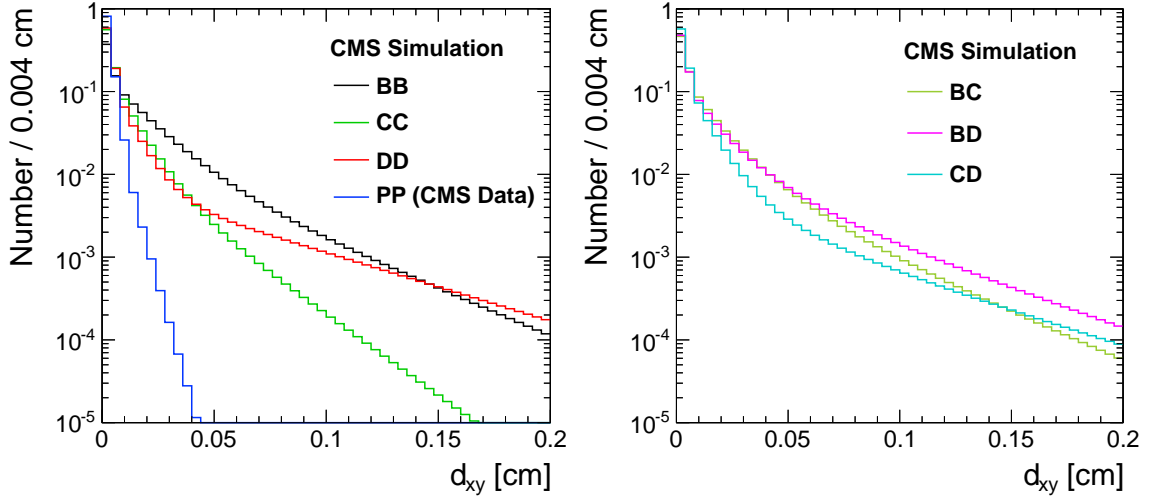 Number / 0.004 cm
1
10⁻¹
10⁻²
10⁻³
10⁻⁴
10⁻⁵
CMS Simulation
BB
CC
DD
PP (CMS Data)
0 0.05 0.1 0.15 0.2
d_xy [cm]
Number / 0.004 cm
1
10⁻¹
10⁻²
10⁻³
10⁻⁴
10⁻⁵
CMS Simulation
BC
BD
CD
0 0.05 0.1 0.15 0.2
d_xy [cm]